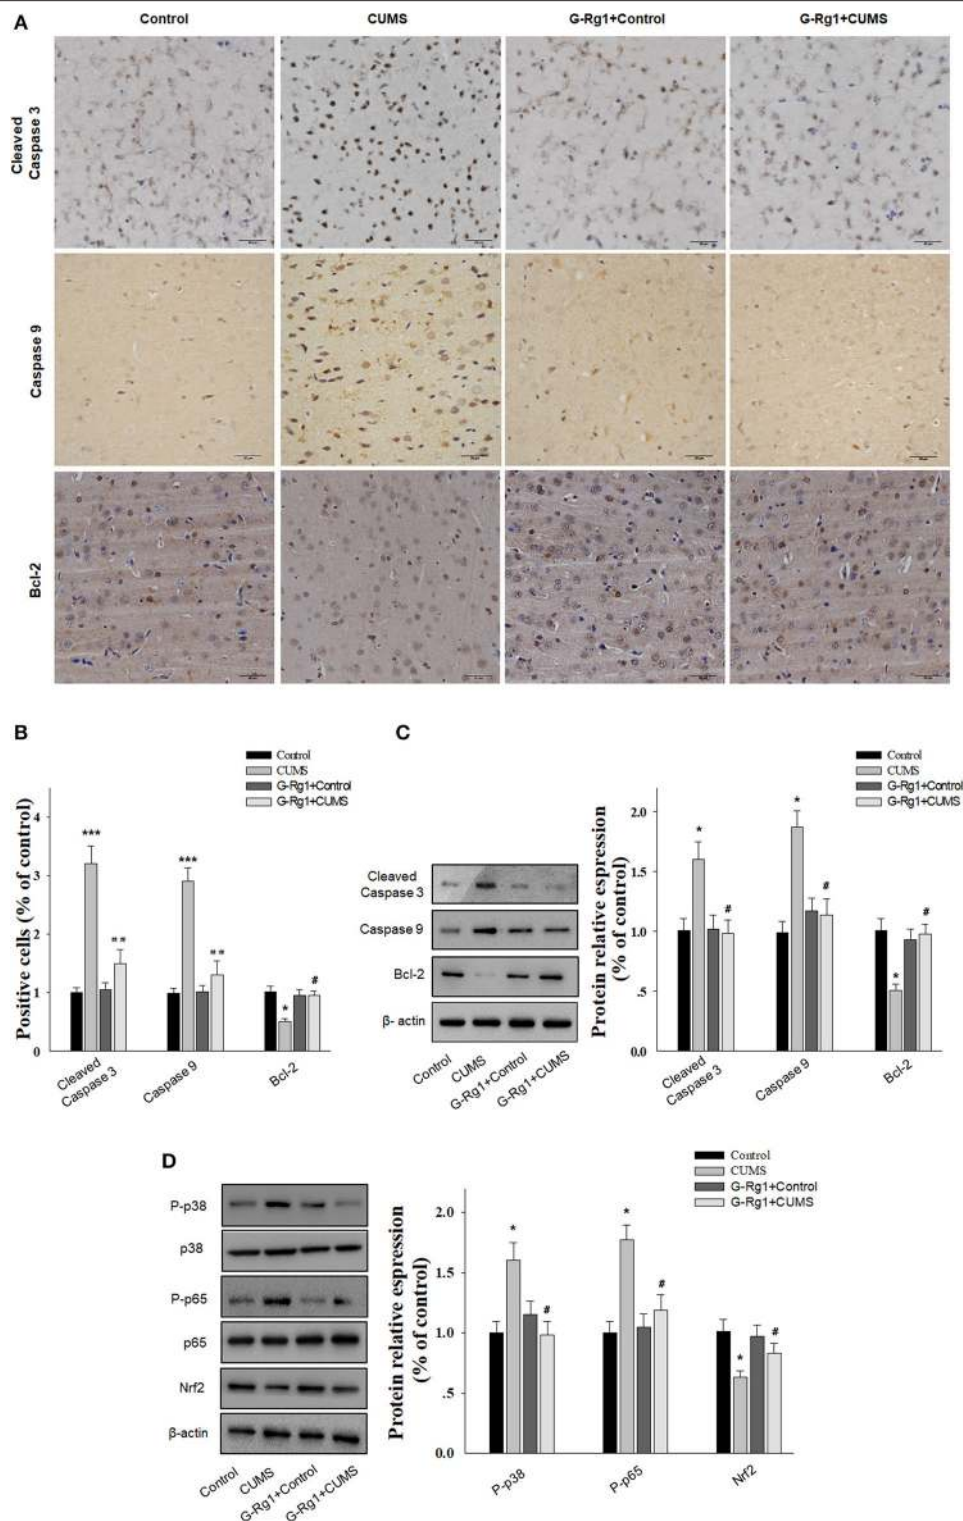 A
Control
CUMS
G-Rg1+Control
G-Rg1+CUMS
Cleaved
Caspase 3
Caspase 9
Bcl-2
B
Control
CUMS
G-Rg1+Control
G-Rg1+CUMS
Positive cells (% of control)
4
3
2
1
0
***
***
**
**
*
#
Cleaved
Caspase 3
Caspase 9
Bcl-2
C
Cleaved
Caspase 3
Caspase 9
Bcl-2
β- actin
Control
CUMS
G-Rg1+Control
G-Rg1+CUMS
Control
CUMS
G-Rg1+Control
G-Rg1+CUMS
Protein relative espression
(% of control)
2.0
1.5
1.0
.5
0.0
*
#
*
#
*
#
Cleaved
Caspase 3
Caspase 9
Bcl-2
D
P-p38
p38
P-p65
p65
Nrf2
β-actin
Control
CUMS
G-Rg1+Control
G-Rg1+CUMS
Control
CUMS
G-Rg1+Control
G-Rg1+CUMS
Protein relative espression
(% of control)
2.0
1.5
1.0
.5
0.0
*
#
*
#
*
#
P-p38
P-p65
Nrf2